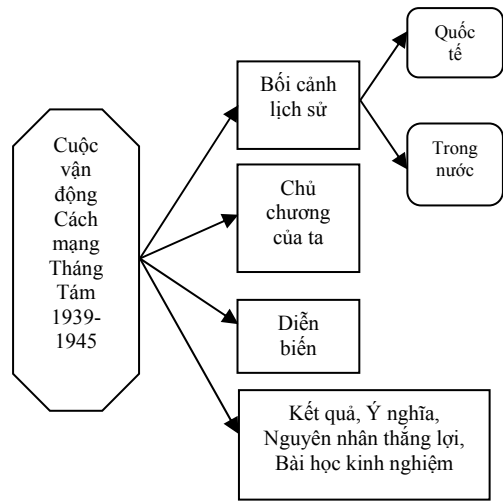 Cuộc
vận
động
Cách
mạng
Tháng
Tám
1939-
1945
Bối cảnh
lịch sử
Quốc
tế
Trong
nước
Chủ
chương
của ta
Diễn
biến
Kết quả, Ý nghĩa,
Nguyên nhân thắng lợi,
Bài học kinh nghiệm